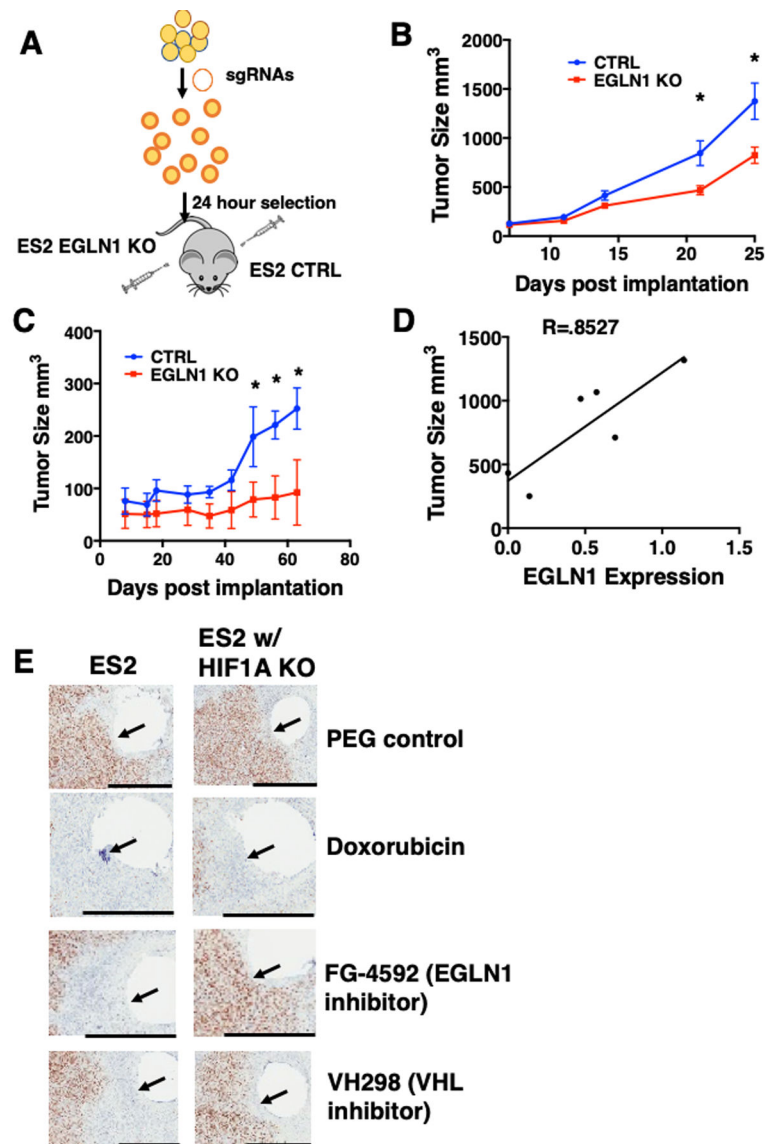 A
sgRNAs
24 hour selection
ES2 EGLN1 KO
ES2 CTRL
B
Tumor Size mm3
2000
1500
1000
500
0
CTRL
EGLN1 KO
*
*
10
15
20
25
Days post implantation
C
Tumor Size mm3
400
300
200
100
0
CTRL
EGLN1 KO
* * *
0
20
40
60
80
Days post implantation
D
R=.8527
Tumor Size mm3
1500
1000
500
0
0.0
0.5
1.0
1.5
EGLN1 Expression
E
ES2
ES2 w/
HIF1A KO
PEG control
Doxorubicin
FG-4592 (EGLN1
inhibitor)
VH298 (VHL
inhibitor)